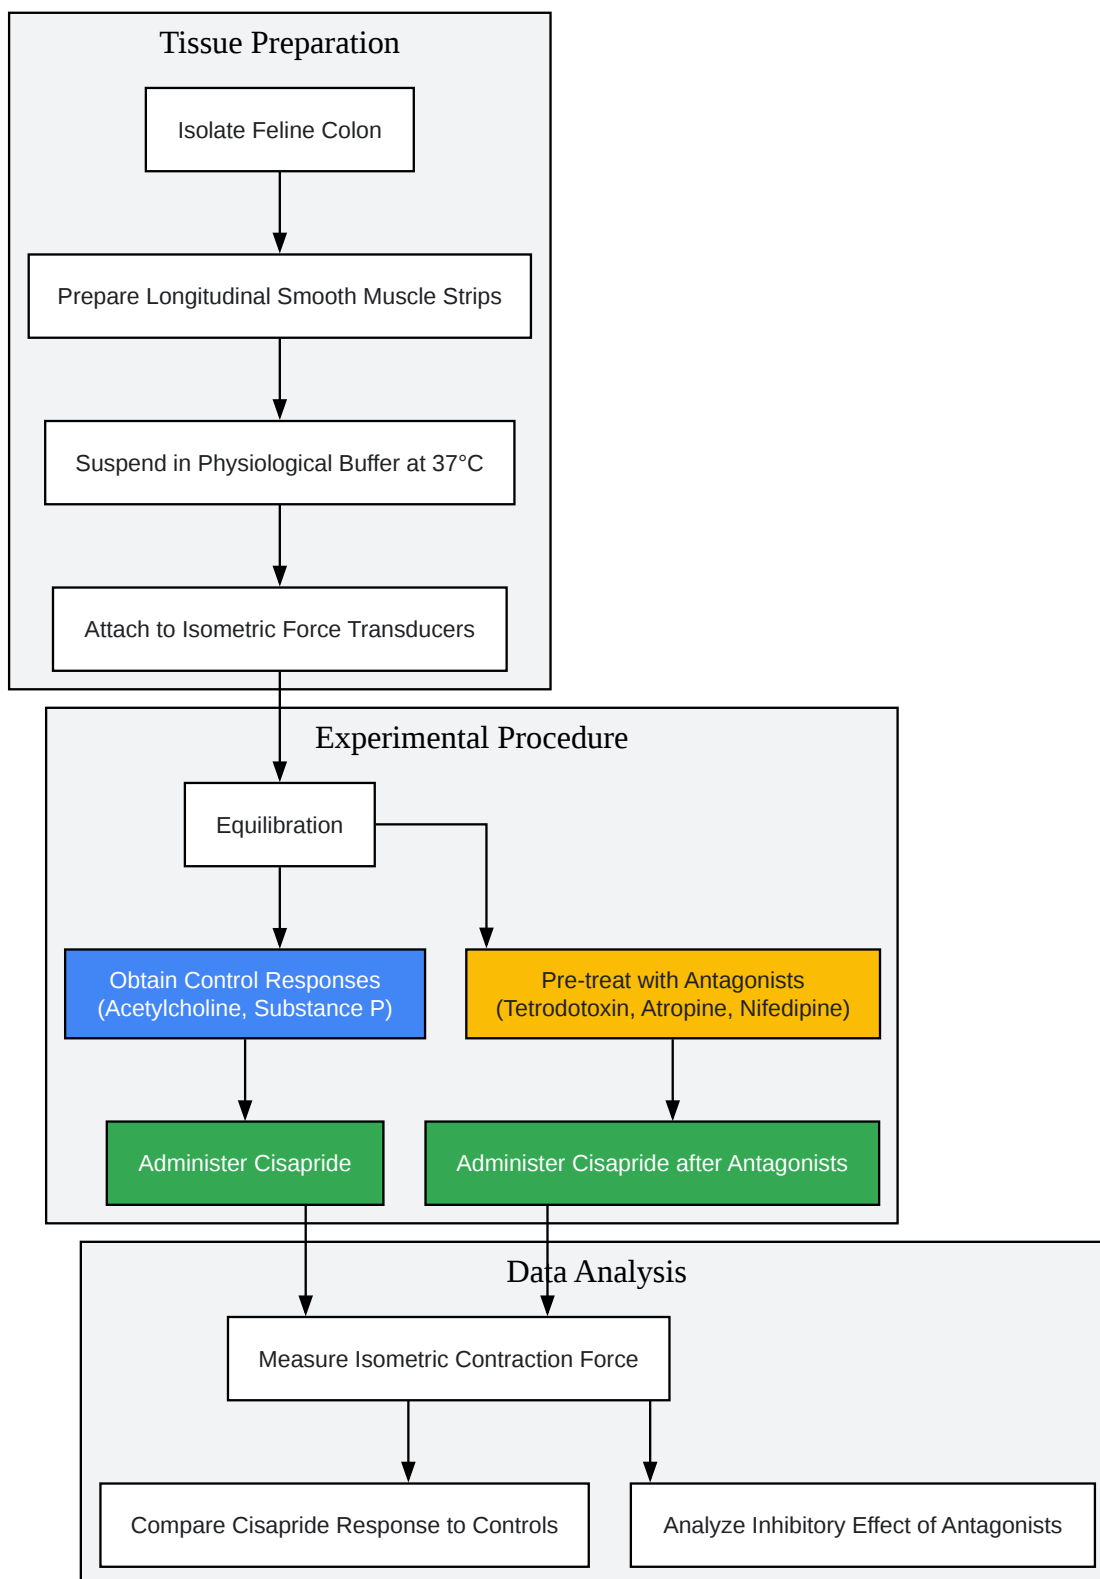 Tissue Preparation
Isolate Feline Colon
Prepare Longitudinal Smooth Muscle Strips
Suspend in Physiological Buffer at 37°C
Attach to Isometric Force Transducers
Experimental Procedure
Equilibration
Obtain Control Responses
(Acetylcholine, Substance P)
Pre-treat with Antagonists
(Tetrodotoxin, Atropine, Nifedipine)
Administer Cisapride
Administer Cisapride after Antagonists
Data Analysis
Measure Isometric Contraction Force
Compare Cisapride Response to Controls
Analyze Inhibitory Effect of Antagonists